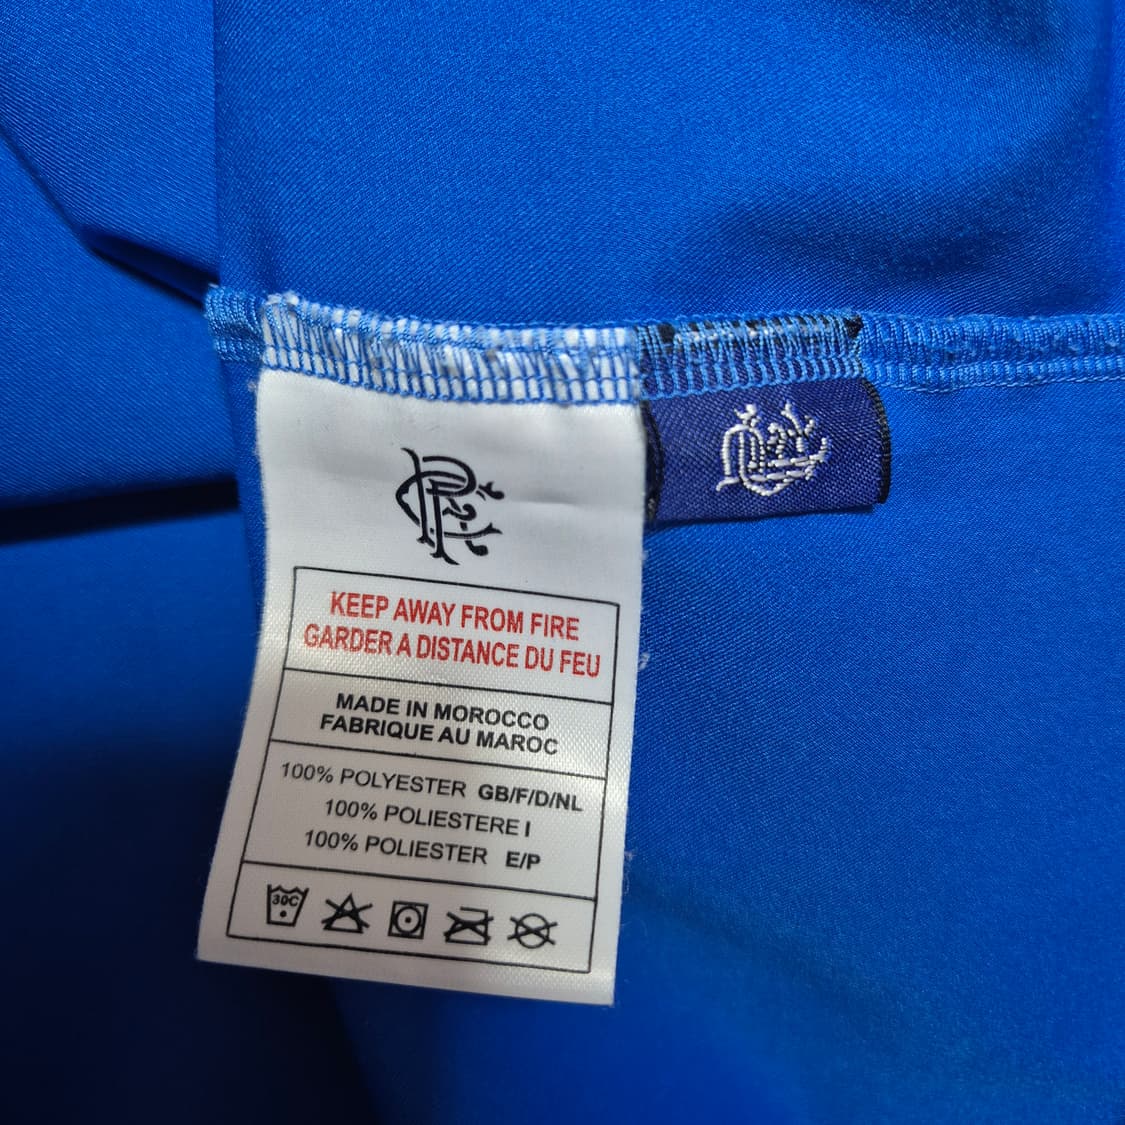 KEEP AWAY FROM FIRE
GARDER A DISTANCE DU FEU
MADE IN MOROCCO
FABRIQUE AU MAROC
100% POLYESTER GB/F/D/NL
100% POLIESTERE I
100% POLIESTER E/P
30C